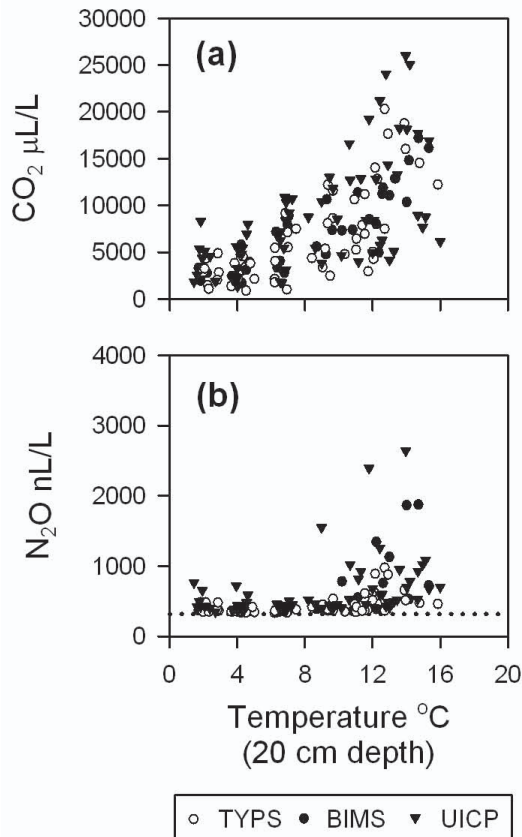 30000
25000
20000
15000
10000
5000
0
CO₂ µL/L
(a)
4000
3000
2000
1000
0
N₂O nL/L
(b)
0 4 8 12 16 20
Temperature °C
(20 cm depth)
TYPS BIMS UICP